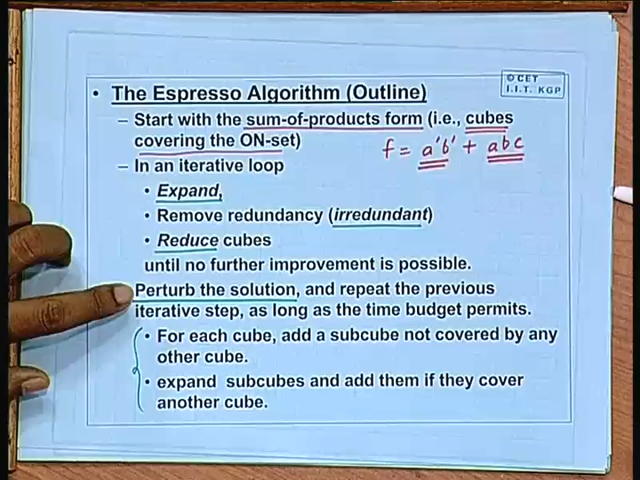 • The Espresso Algorithm (Outline)
© CET
I.I.T. KGP
– Start with the sum-of-products form (i.e., cubes
covering the ON-set)
f = a'b' + abc
– In an iterative loop
• Expand,
• Remove redundancy (irredundant)
• Reduce cubes
until no further improvement is possible.
Perturb the solution, and repeat the previous
iterative step, as long as the time budget permits.
• For each cube, add a subcube not covered by any
other cube.
• expand subcubes and add them if they cover
another cube.